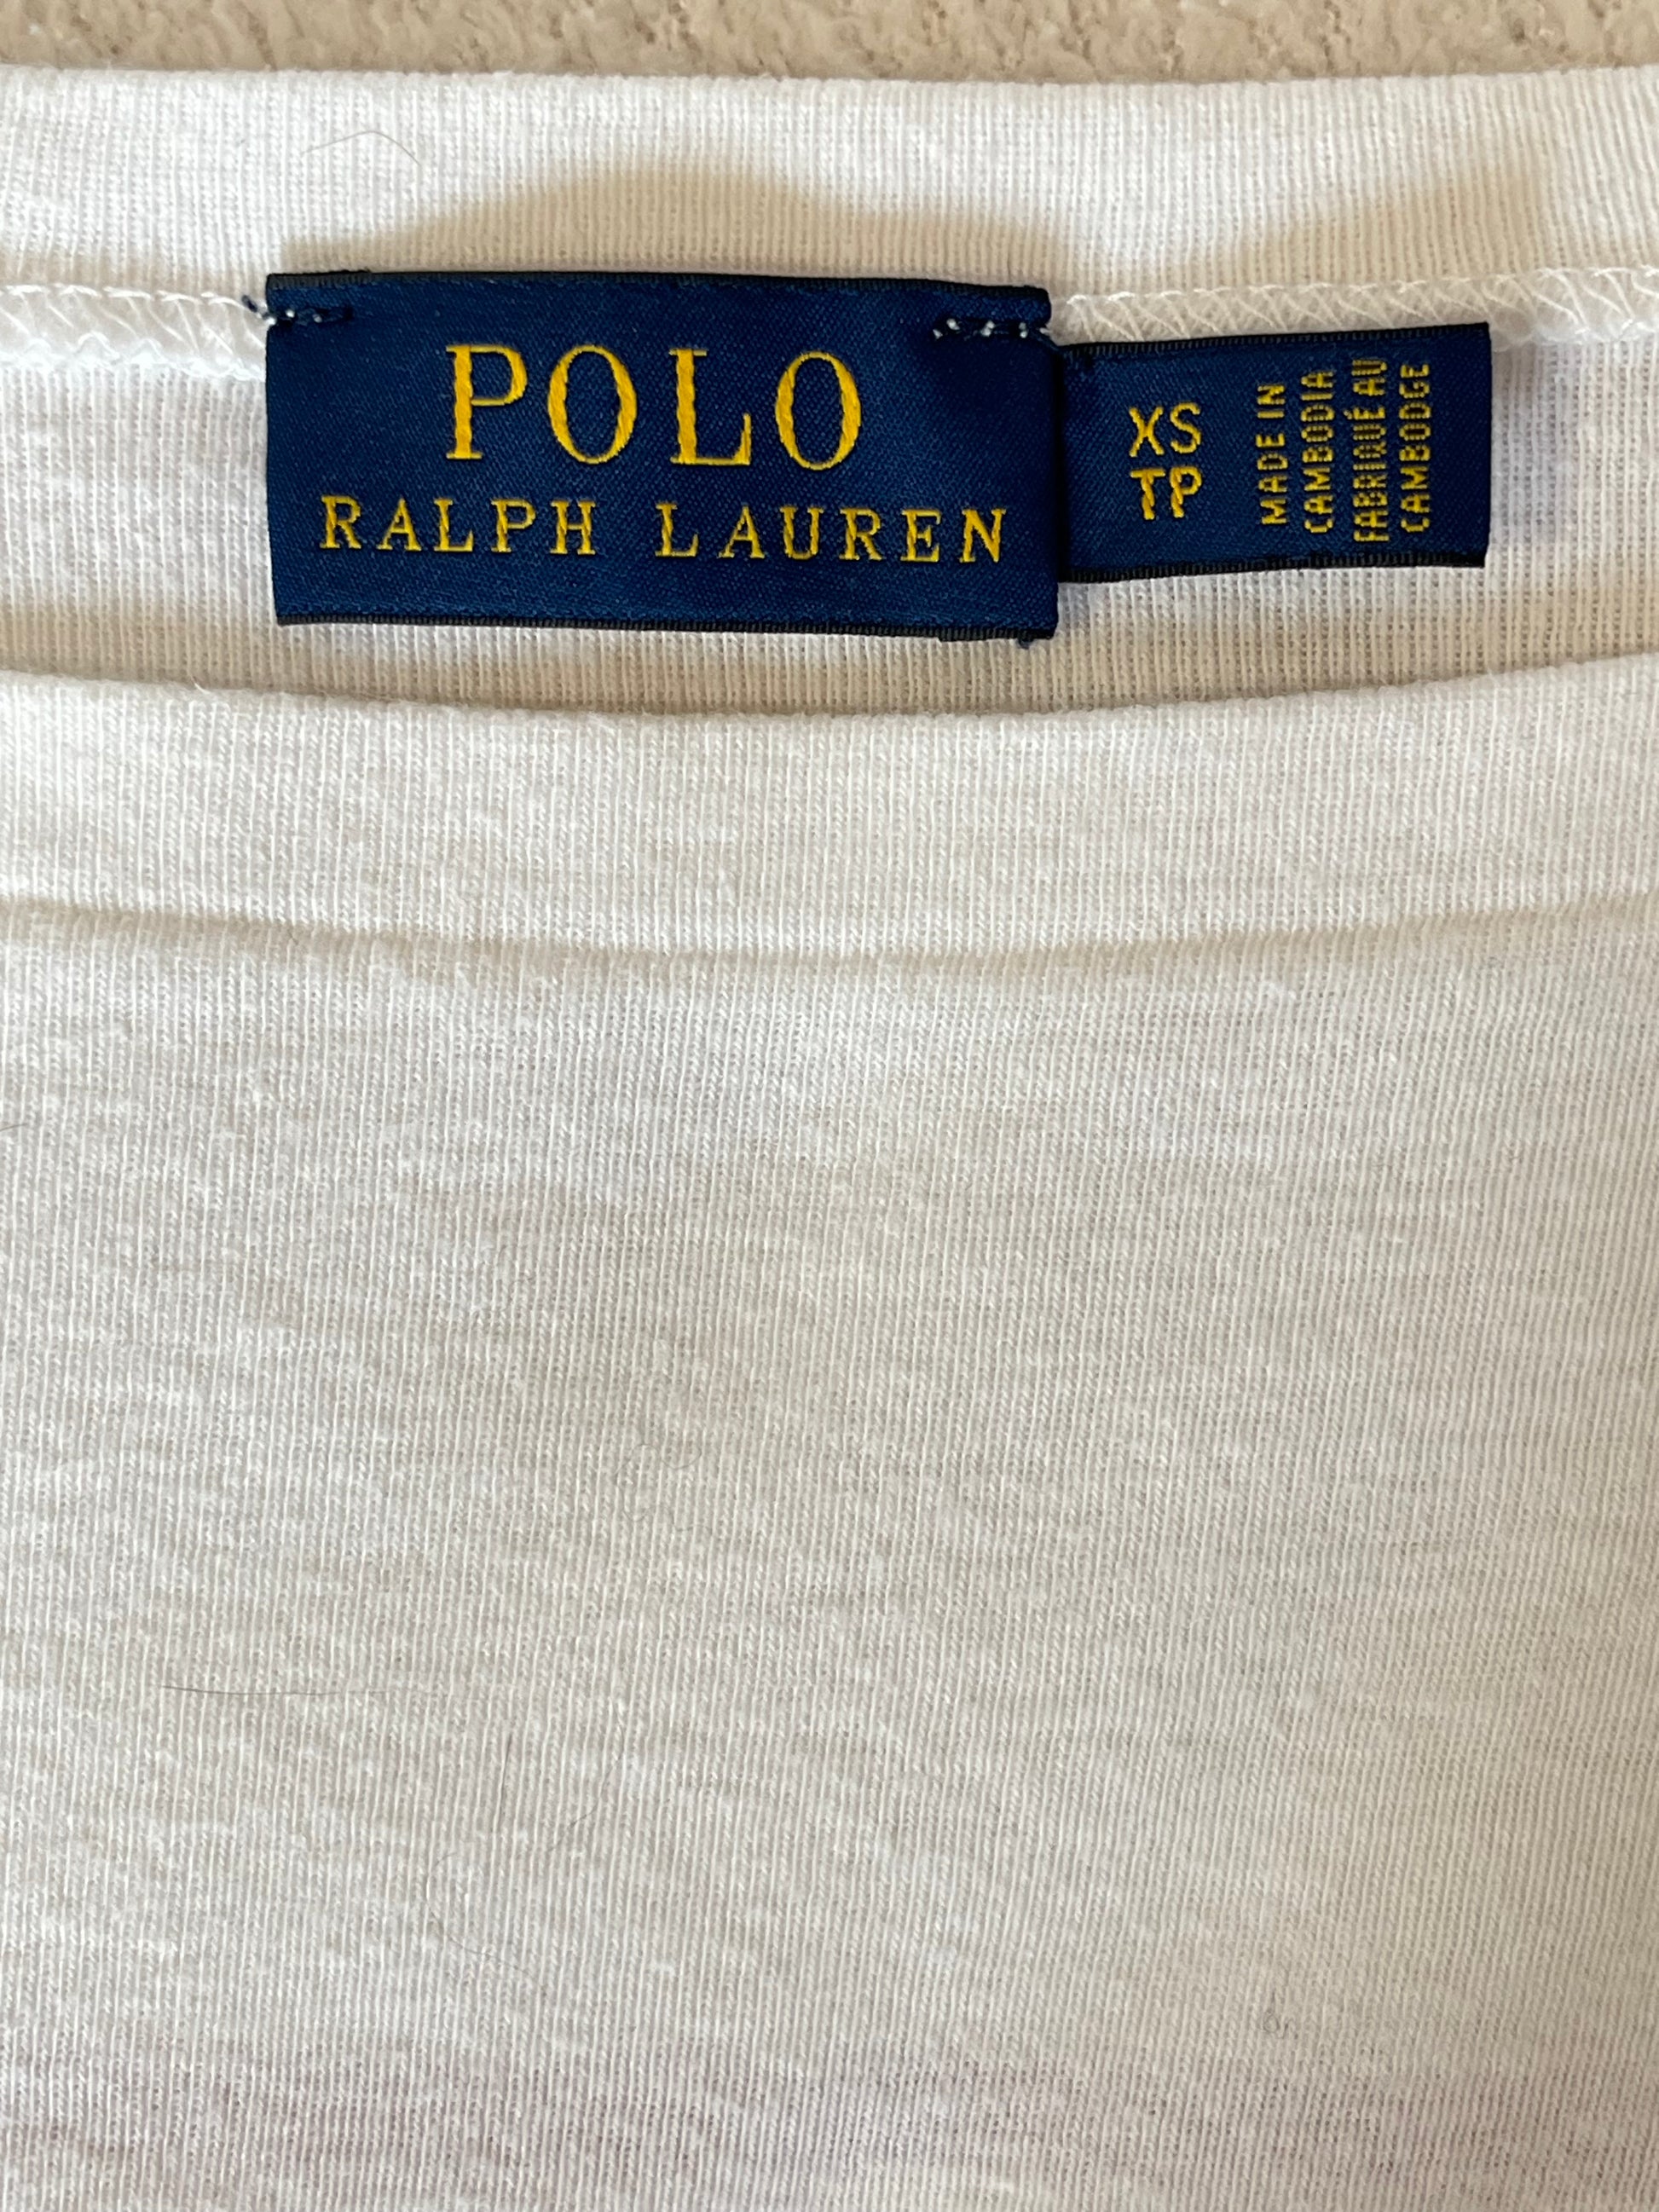 POLO
RALPH LAUREN
XS
TP
MADE IN
CAMBODIA
FABRIQUÉ AU
CAMBODGE